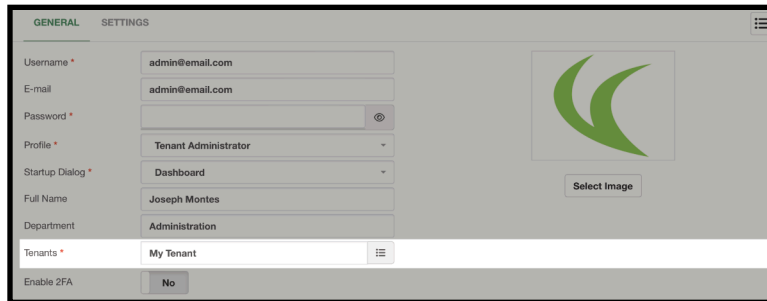 GENERAL SETTINGS
Username * admin@email.com
E-mail admin@email.com
Password *
Profile * Tenant Administrator
Startup Dialog * Dashboard
Select Image
Full Name Joseph Montes
Department Administration
Tenants * My Tenant
Enable 2FA No